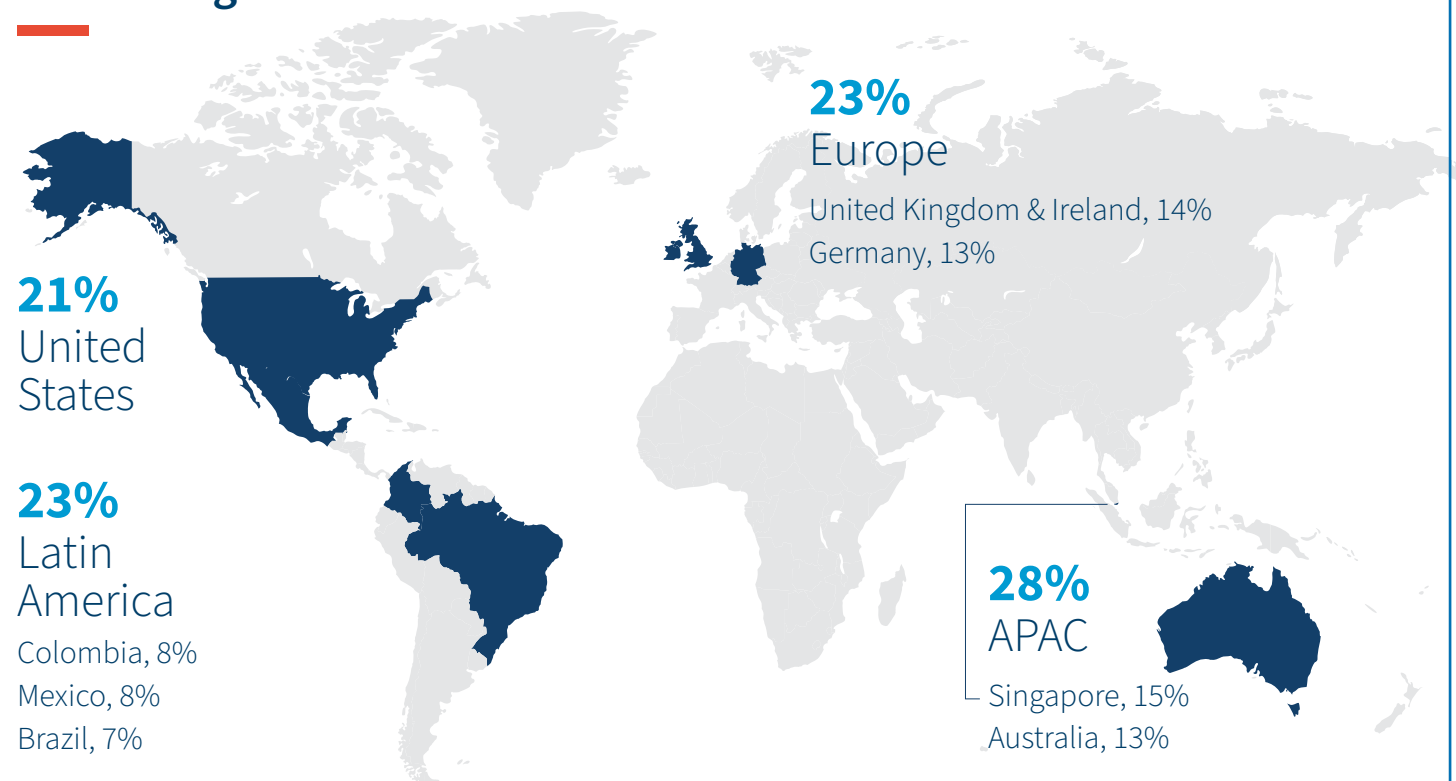 23%
Europe
United Kingdom & Ireland, 14%
Germany, 13%
21%
United
States
23%
Latin
America
Colombia, 8%
Mexico, 8%
Brazil, 7%
28%
APAC
Singapore, 15%
Australia, 13%